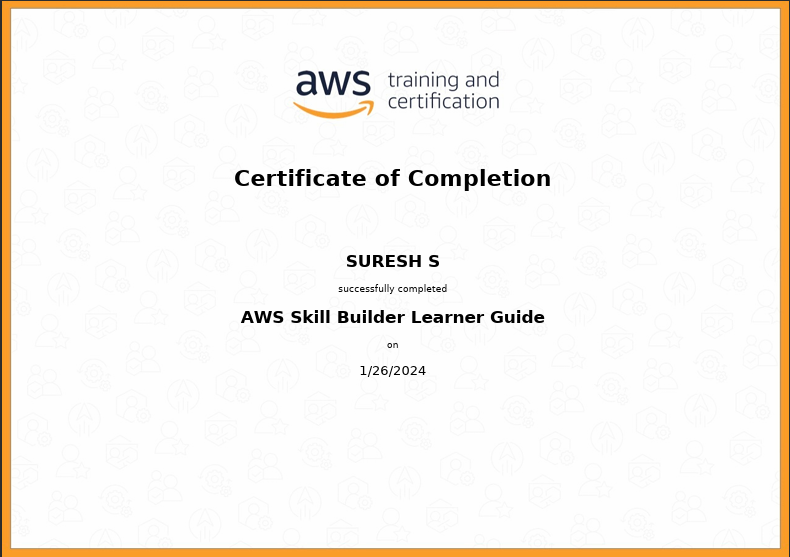 aws training and
certification
Certificate of Completion
SURESH S
successfully completed
AWS Skill Builder Learner Guide
on
1/26/2024